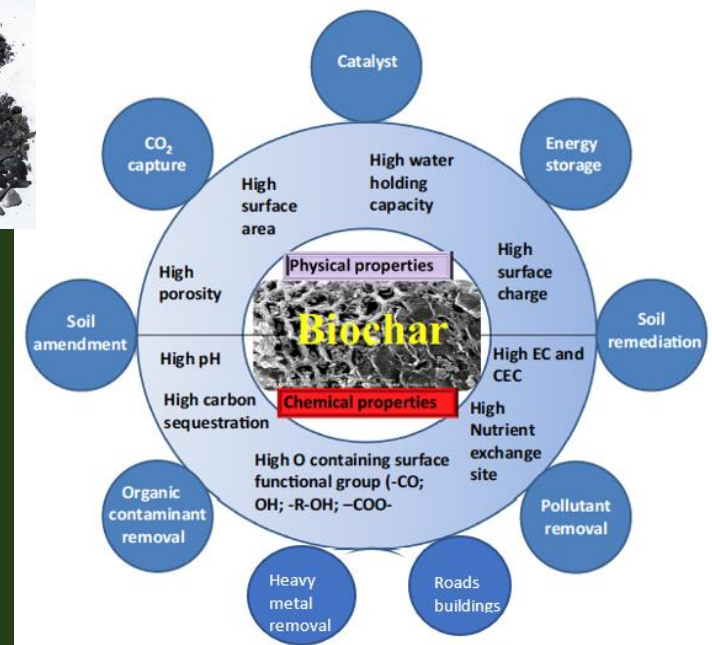 Catalyst
CO₂
capture
Energy
storage
High water
holding
capacity
High
surface
area
High
surface
charge
High
porosity
Physical properties
Soil
amendment
Biochar
Soil
remediation
High pH
High EC and
CEC
High carbon
sequestration
Chemical properties
High
Nutrient
exchange
site
High O containing surface
functional group (-CO;
OH; -R-OH; –COO-
Organic
contaminant
removal
Pollutant
removal
Heavy
metal
removal
Roads
buildings